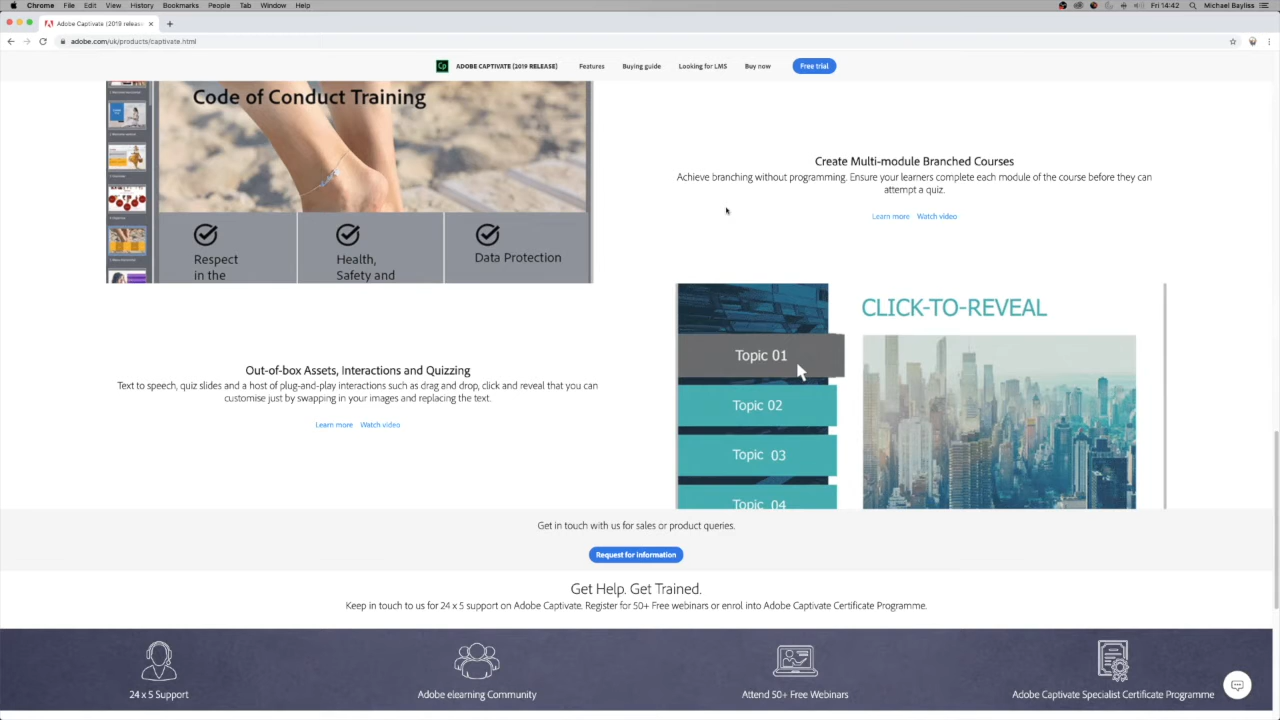 Chrome File Edit View History Bookmarks People Tab Window Help
Fri 14:42 Michael Bayliss
Adobe Captivate (2019 releas
adobe.com/uk/products/captivate.html
Cp ADOBE CAPTIVATE (2019 RELEASE) Features Buying guide Looking for LMS Buy now Free trial
Code of Conduct Training
Respect
in the
Health,
Safety and
Data Protection
Create Multi-module Branched Courses
Achieve branching without programming. Ensure your learners complete each module of the course before they can
attempt a quiz.
Learn more Watch video
Out-of-box Assets, Interactions and Quizzing
Text to speech, quiz slides and a host of plug-and-play interactions such as drag and drop, click and reveal that you can
customise just by swapping in your images and replacing the text.
Learn more Watch video
CLICK-TO-REVEAL
Topic 01
Topic 02
Topic 03
Topic 04
Get in touch with us for sales or product queries.
Request for information
Get Help. Get Trained.
Keep in touch to us for 24 x 5 support on Adobe Captivate. Register for 50+ Free webinars or enrol into Adobe Captivate Certificate Programme.
24 x 5 Support
Adobe elearning Community
Attend 50+ Free Webinars
Adobe Captivate Specialist Certificate Programme